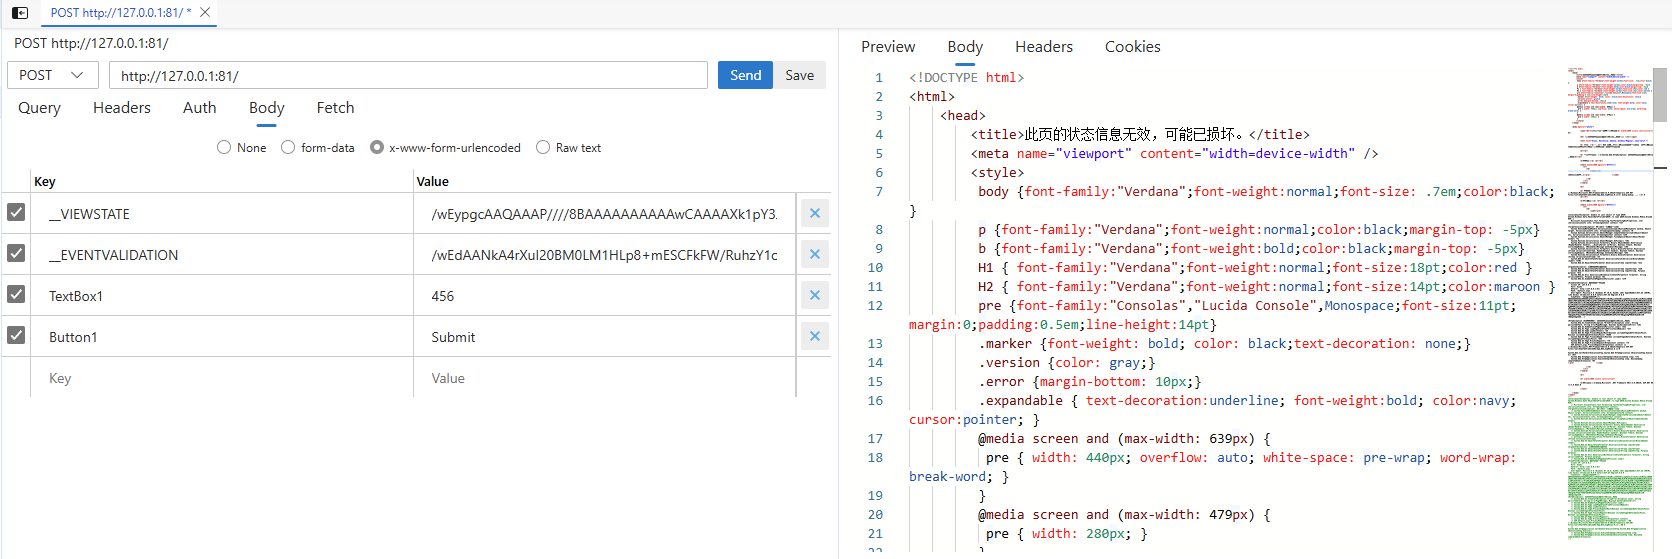 POST http://127.0.0.1:81/ *
POST http://127.0.0.1:81/
POST
http://127.0.0.1:81/
Send
Save
Query
Headers
Auth
Body
Fetch
None
form-data
x-www-form-urlencoded
Raw text
Key
Value
__VIEWSTATE
/wEypgcAAQAAAP////8BAAAAAAAAAAwCAAAAXk1pY3.
__EVENTVALIDATION
/wEdAANkA4rXul20BM0LM1HLp8+mESCFkFW/RuhzY1c
TextBox1
456
Button1
Submit
Key
Value
Preview
Body
Headers
Cookies
1 <!DOCTYPE html>
2 <html>
3 <head>
4 <title>此页的状态信息无效，可能已损坏。</title>
5 <meta name="viewport" content="width=device-width" />
6 <style>
7 body {font-family:"Verdana";font-weight:normal;font-size: .7em;color:black;
}
8 p {font-family:"Verdana";font-weight:normal;color:black;margin-top: -5px}
9 b {font-family:"Verdana";font-weight:bold;color:black;margin-top: -5px}
10 H1 { font-family:"Verdana";font-weight:normal;font-size:18pt;color:red }
11 H2 { font-family:"Verdana";font-weight:normal;font-size:14pt;color:maroon }
12 pre {font-family:"Consolas","Lucida Console",Monospace;font-size:11pt;
margin:0;padding:0.5em;line-height:14pt}
13 .marker {font-weight: bold; color: black;text-decoration: none;}
14 .version {color: gray;}
15 .error {margin-bottom: 10px;}
16 .expandable { text-decoration:underline; font-weight:bold; color:navy;
cursor:pointer; }
17 @media screen and (max-width: 639px) {
18 pre { width: 440px; overflow: auto; white-space: pre-wrap; word-wrap:
break-word; }
19 }
20 @media screen and (max-width: 479px) {
21 pre { width: 280px; }